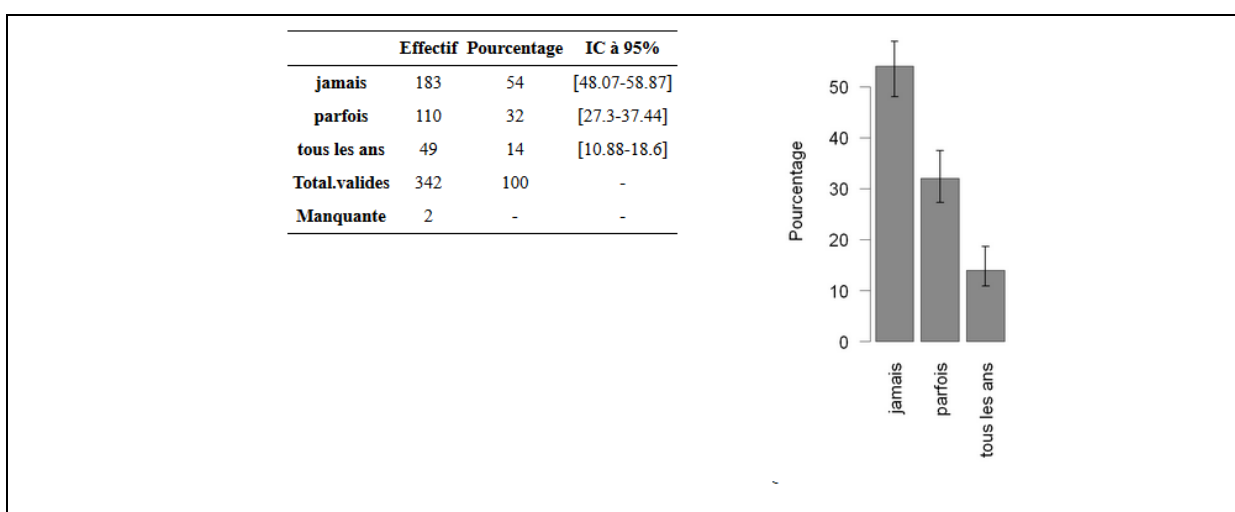 Effectif Pourcentage IC à 95%
jamais 183 54 [48.07-58.87]
parfois 110 32 [27.3-37.44]
tous les ans 49 14 [10.88-18.6]
Total.valides 342 100 -
Manquante 2 - -
Pourcentage
50
40
30
20
10
0
jamais
parfois
tous les ans